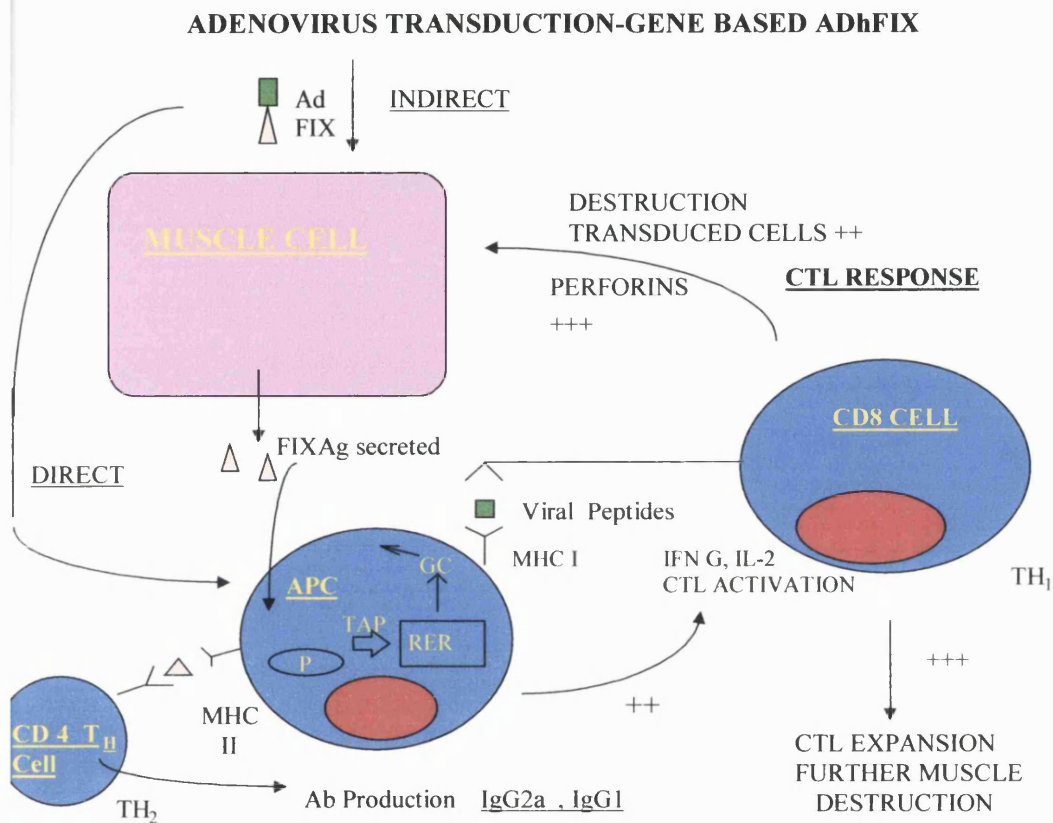 ADENOVIRUS TRANSDUCTION-GENE BASED ADhFIX
Ad
FIX
INDIRECT
MUSCLE CELL
DESTRUCTION
TRANSDUCED CELLS ++
PERFORINS
+++
CTL RESPONSE
CD8 CELL
FIXAg secreted
DIRECT
Viral Peptides
MHC I
IFN G, IL-2
CTL ACTIVATION
TH1
GC
APC
TAP
RER
P
+++
++
MHC
II
CD 4 TH
Cell
TH2
Ab Production IgG2a , IgG1
CTL EXPANSION
FURTHER MUSCLE
DESTRUCTION